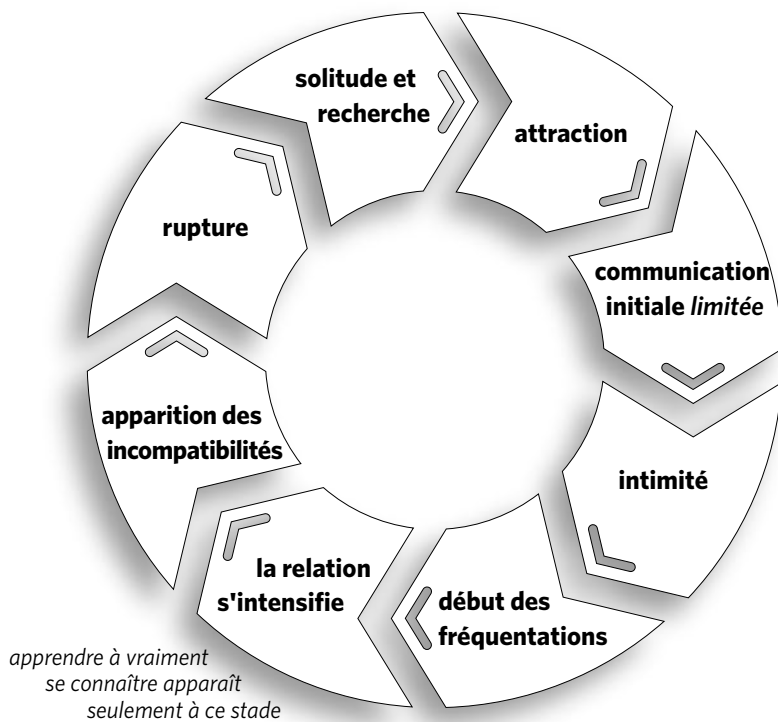 solitude et
recherche
attraction
communication
initiale limitée
intimité
début des
fréquentations
la relation
s'intensifie
apprendre à vraiment
se connaître apparaît
seulement à ce stade
apparition des
incompatibilités
rupture